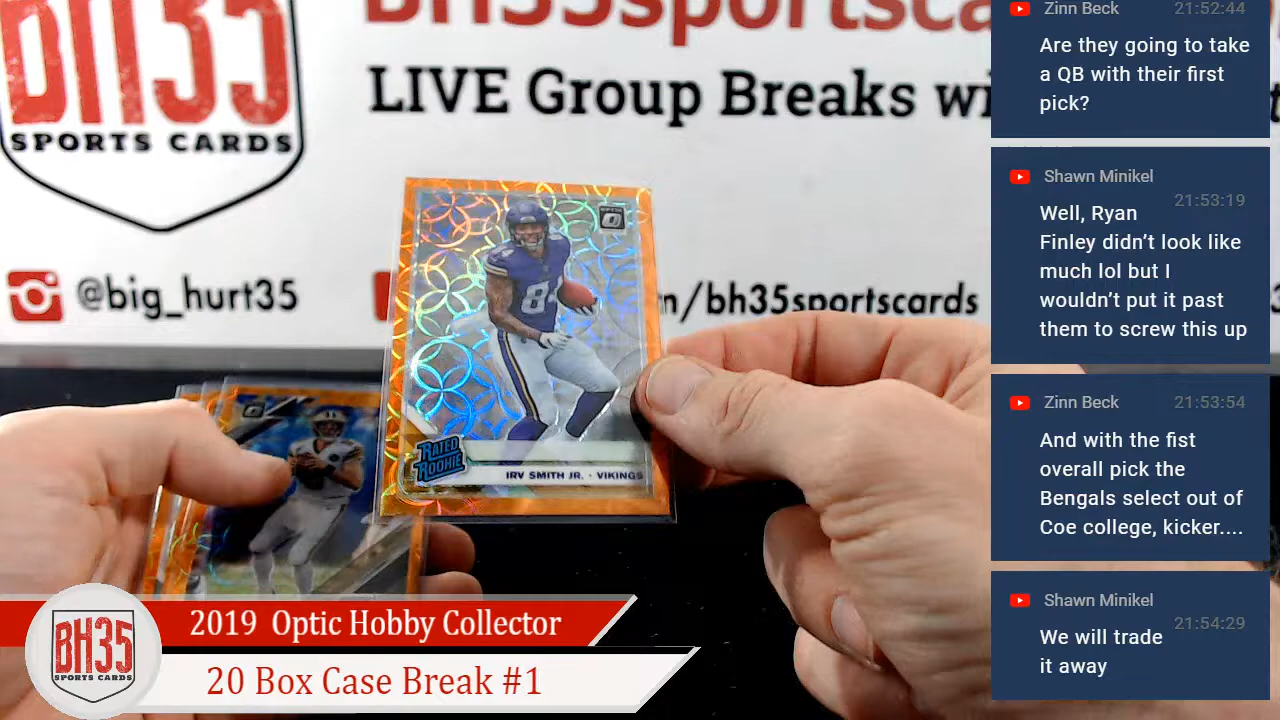 BH35
SPORTS CARDS
BH35sportsca
LIVE Group Breaks wi
@big_hurt35
n/bh35sportscards
OPTIC
84
RATED
ROOKIE
IRV SMITH JR. · VIKINGS
2019 Optic Hobby Collector
20 Box Case Break #1
BH35
SPORTS CARDS
Zinn Beck 21:52:44
Are they going to take
a QB with their first
pick?
Shawn Minikel
21:53:19
Well, Ryan
Finley didn’t look like
much lol but I
wouldn’t put it past
them to screw this up
Zinn Beck 21:53:54
And with the fist
overall pick the
Bengals select out of
Coe college, kicker....
Shawn Minikel
21:54:29
We will trade
it away